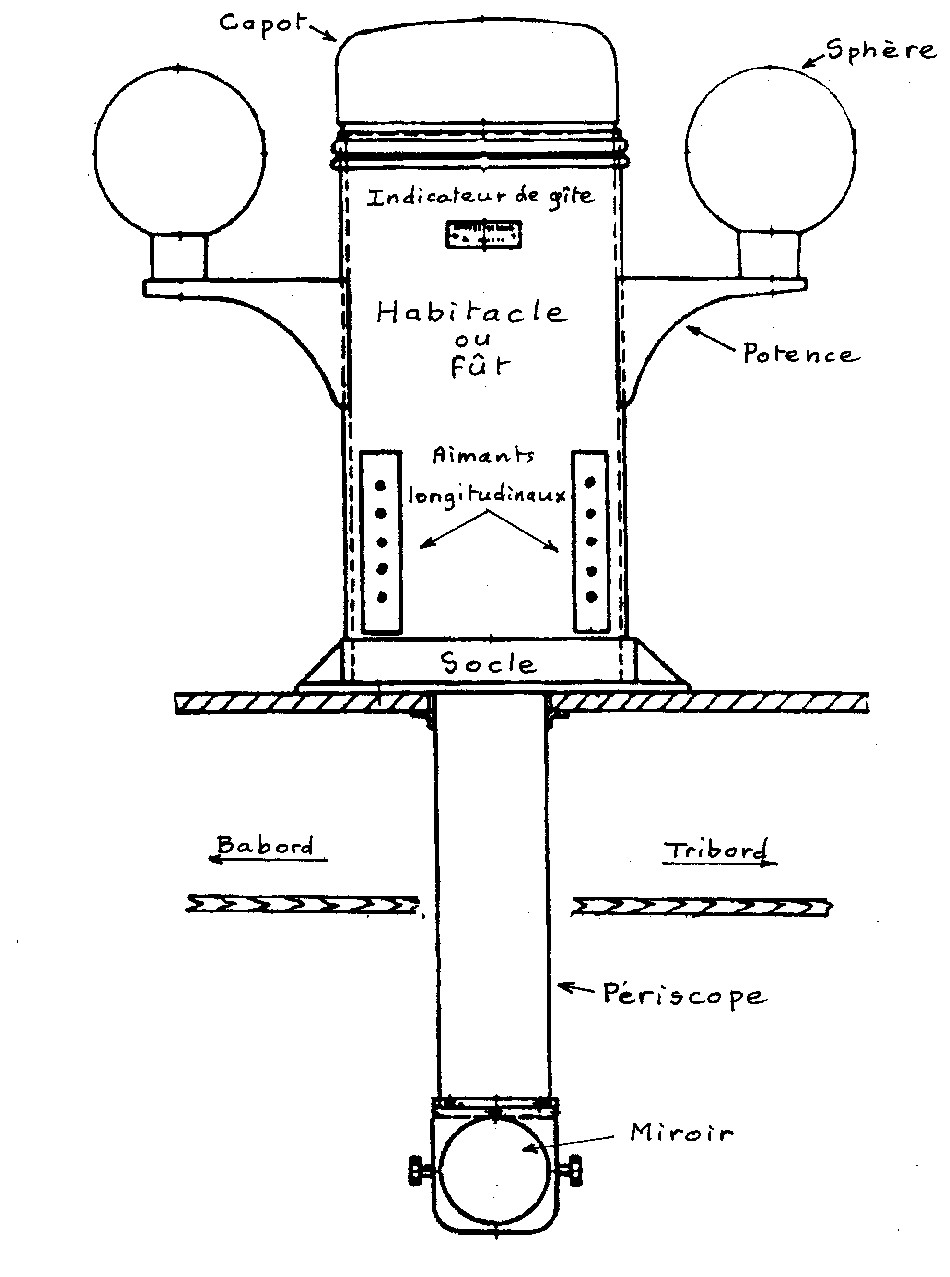 Capot
Sphère
Indicateur de gîte
Habitacle
ou
fût
Potence
Aimants
longitudinaux
Socle
Babord
Tribord
Périscope
Miroir